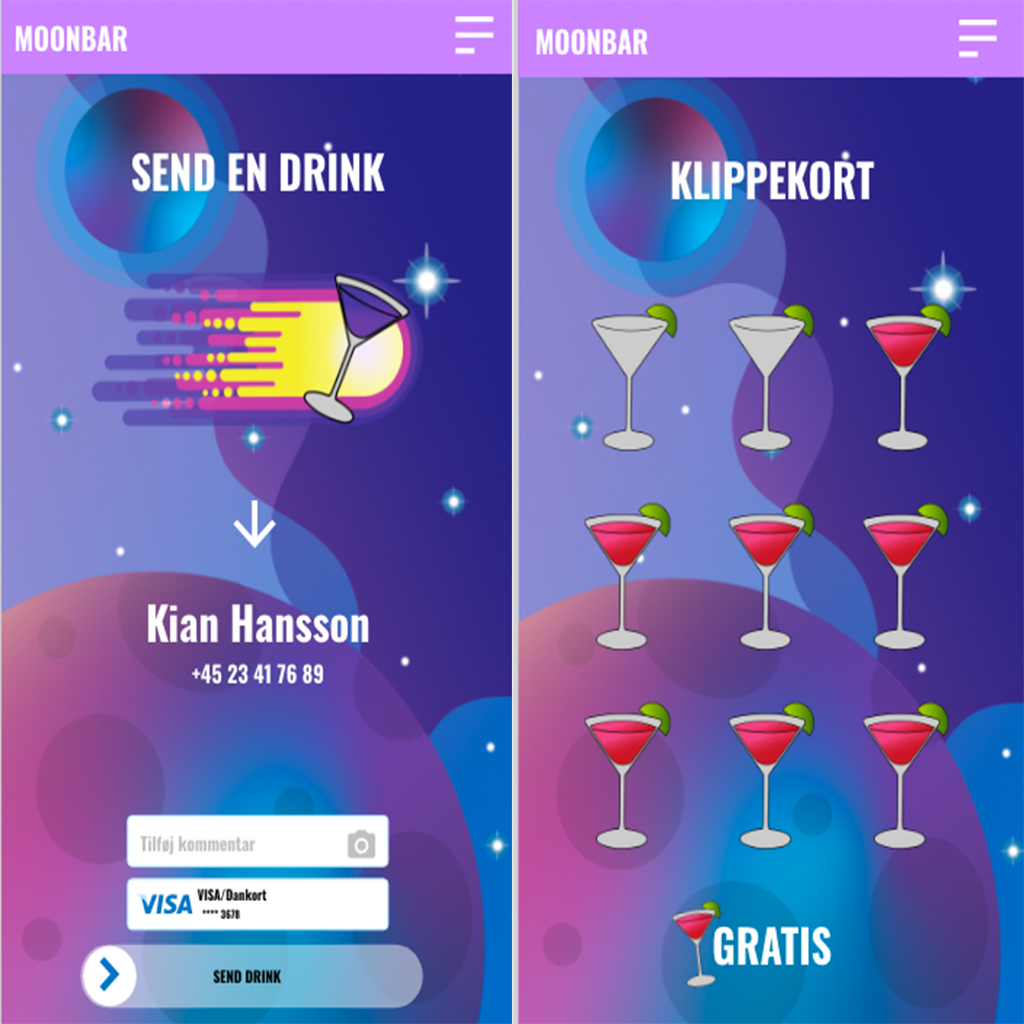 MOONBAR
SEND EN DRINK
Kian Hansson
+45 23 41 76 89
Tilføj kommentar
VISA VISA/Dankort
**** 3678
SEND DRINK
MOONBAR
KLIPPEKORT
GRATIS